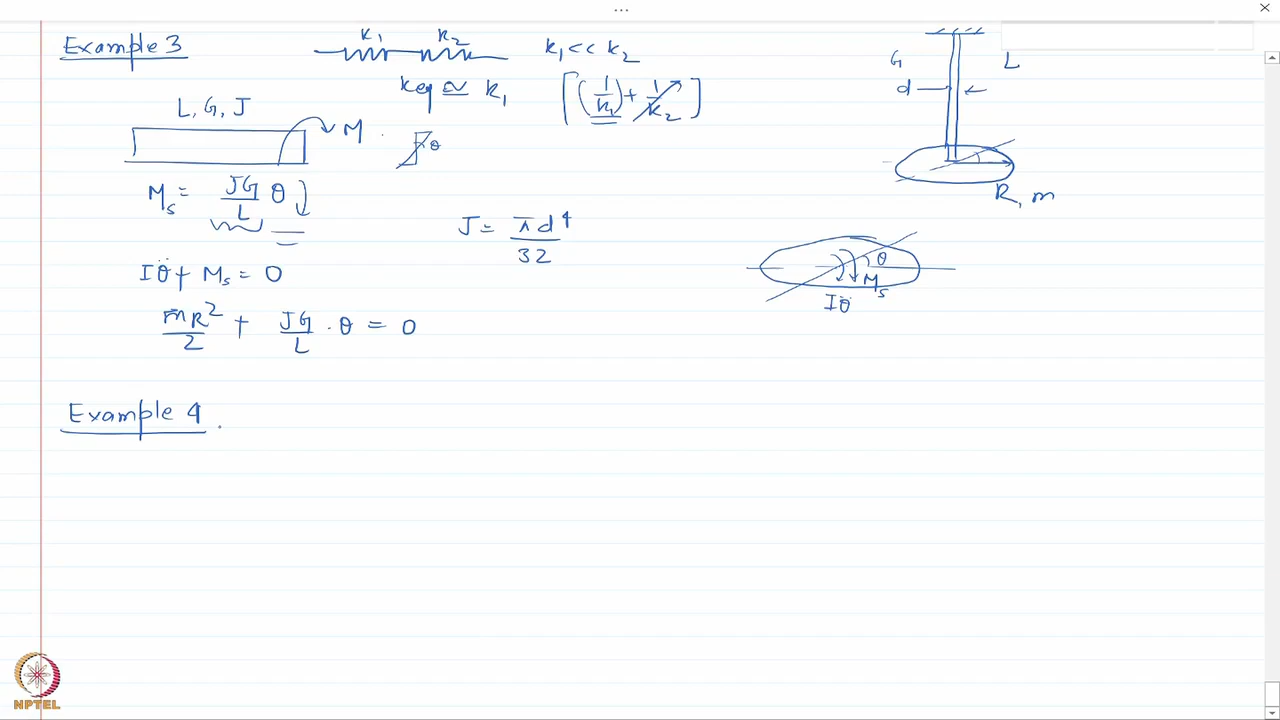 Example 3
k₁ k₂ k₁ << k₂
keq ≃ k₁ [(1/k₁) + 1/k₂]
L, G, J
M
θ
Mₛ = JG/L θ
J = πd⁴/32
Iθ̈ + Mₛ = 0
mR²/2 + JG/L · θ = 0
G L
d
R, m
θ
Mₛ
Iθ̈
Example 4
NPTEL